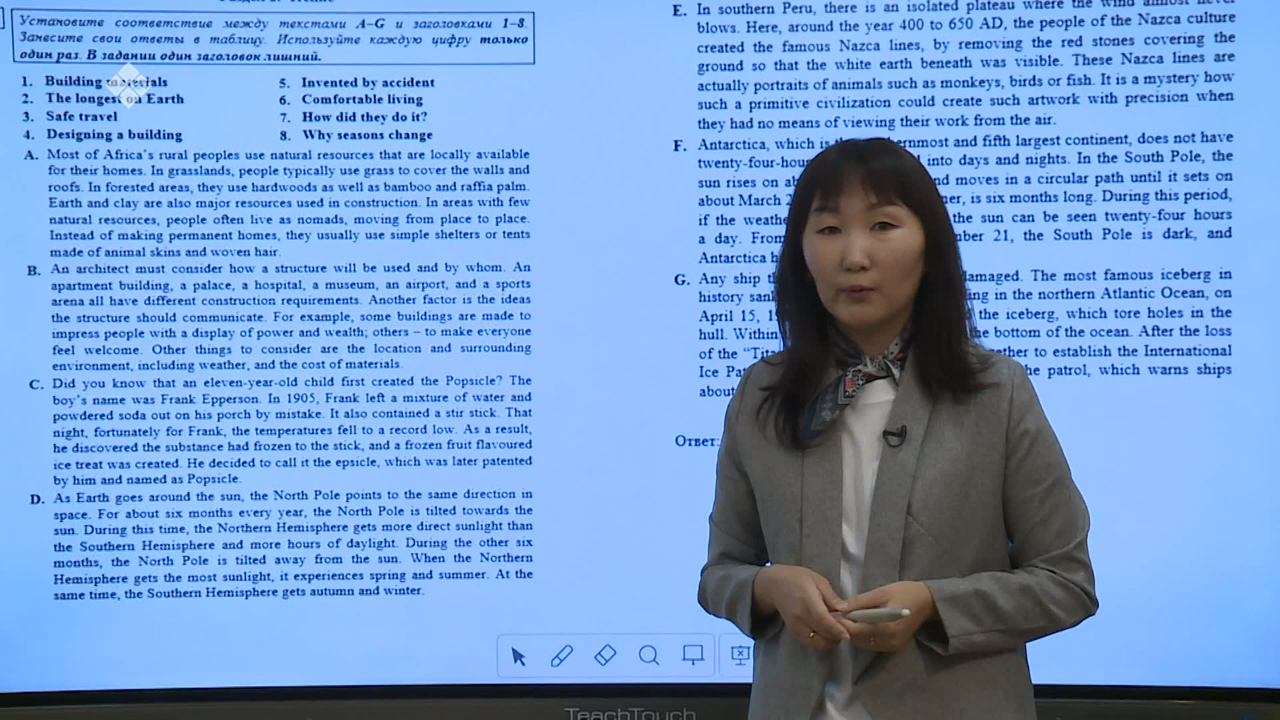 Установите соответствие между текстами A–G и заголовками 1–8.
Занесите свои ответы в таблицу. Используйте каждую цифру только
один раз. В задании один заголовок лишний.
1. Building materials
2. The longest on Earth
3. Safe travel
4. Designing a building
5. Invented by accident
6. Comfortable living
7. How did they do it?
8. Why seasons change
A. Most of Africa's rural peoples use natural resources that are locally available
for their homes. In grasslands, people typically use grass to cover the walls and
roofs. In forested areas, they use hardwoods as well as bamboo and raffia palm.
Earth and clay are also major resources used in construction. In areas with few
natural resources, people often live as nomads, moving from place to place.
Instead of making permanent homes, they usually use simple shelters or tents
made of animal skins and woven hair.
B. An architect must consider how a structure will be used and by whom. An
apartment building, a palace, a hospital, a museum, an airport, and a sports
arena all have different construction requirements. Another factor is the ideas
the structure should communicate. For example, some buildings are made to
impress people with a display of power and wealth; others – to make everyone
feel welcome. Other things to consider are the location and surrounding
environment, including weather, and the cost of materials.
C. Did you know that an eleven-year-old child first created the Popsicle? The
boy's name was Frank Epperson. In 1905, Frank left a mixture of water and
powdered soda out on his porch by mistake. It also contained a stir stick. That
night, fortunately for Frank, the temperatures fell to a record low. As a result,
he discovered the substance had frozen to the stick, and a frozen fruit flavoured
ice treat was created. He decided to call it the epsicle, which was later patented
by him and named as Popsicle.
D. As Earth goes around the sun, the North Pole points to the same direction in
space. For about six months every year, the North Pole is tilted towards the
sun. During this time, the Northern Hemisphere gets more direct sunlight than
the Southern Hemisphere and more hours of daylight. During the other six
months, the North Pole is tilted away from the sun. When the Northern
Hemisphere gets the most sunlight, it experiences spring and summer. At the
same time, the Southern Hemisphere gets autumn and winter.
E. In southern Peru, there is an isolated plateau where the wind almost never
blows. Here, around the year 400 to 650 AD, the people of the Nazca culture
created the famous Nazca lines, by removing the red stones covering the
ground so that the white earth beneath was visible. These Nazca lines are
actually portraits of animals such as monkeys, birds or fish. It is a mystery how
such a primitive civilization could create such artwork with precision when
they had no means of viewing their work from the air.
F. Antarctica, which is and fifth largest continent, does not have
into days and nights. In the South Pole, the
sun rises on and moves in a circular path until it sets on
about March is six months long. During this period,
if the the sun can be seen twenty-four hours
a day. From 21, the South Pole is dark, and
Antarctica
G. Any ship damaged. The most famous iceberg in
history in the northern Atlantic Ocean, on
April 15, the iceberg, which tore holes in the
hull. Within the bottom of the ocean. After the loss
of the to establish the International
Ice the patrol, which warns ships
about
Ответ:
TeachTouch